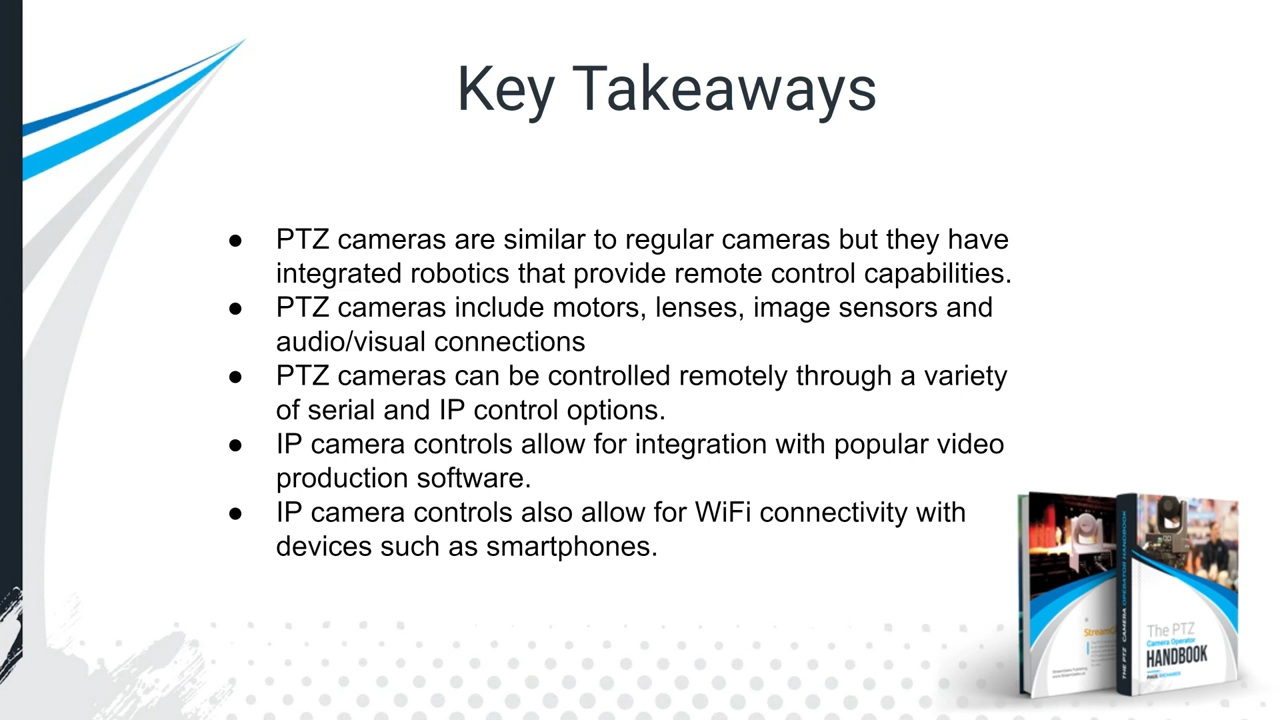 Key Takeaways
● PTZ cameras are similar to regular cameras but they have
integrated robotics that provide remote control capabilities.
● PTZ cameras include motors, lenses, image sensors and
audio/visual connections
● PTZ cameras can be controlled remotely through a variety
of serial and IP control options.
● IP camera controls allow for integration with popular video
production software.
● IP camera controls also allow for WiFi connectivity with
devices such as smartphones.
THE PTZ CAMERA OPERATOR HANDBOOK
The PTZ
Camera Operator
HANDBOOK
PAUL RICHARDS